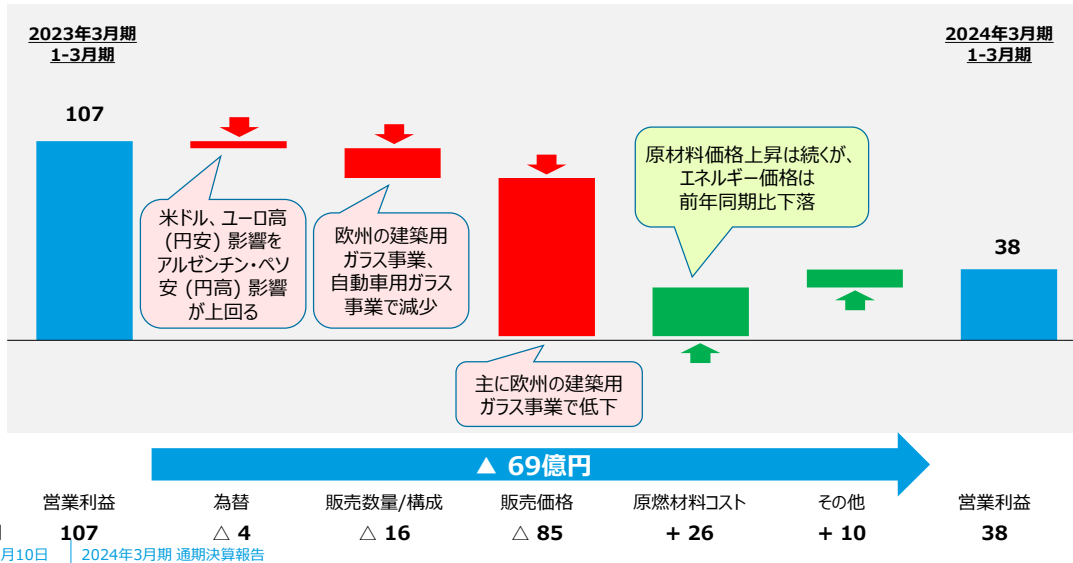 2023年3月期
1-3月期
2024年3月期
1-3月期
107
38
米ドル、ユーロ高
(円安) 影響を
アルゼンチン・ペソ
安 (円高) 影響
が上回る
欧州の建築用
ガラス事業、
自動車用ガラス
事業で減少
主に欧州の建築用
ガラス事業で低下
原材料価格上昇は続くが、
エネルギー価格は
前年同期比下落
▲ 69億円
営業利益 為替 販売数量/構成 販売価格 原燃材料コスト その他 営業利益
107 △ 4 △ 16 △ 85 + 26 + 10 38
月10日 2024年3月期 通期決算報告